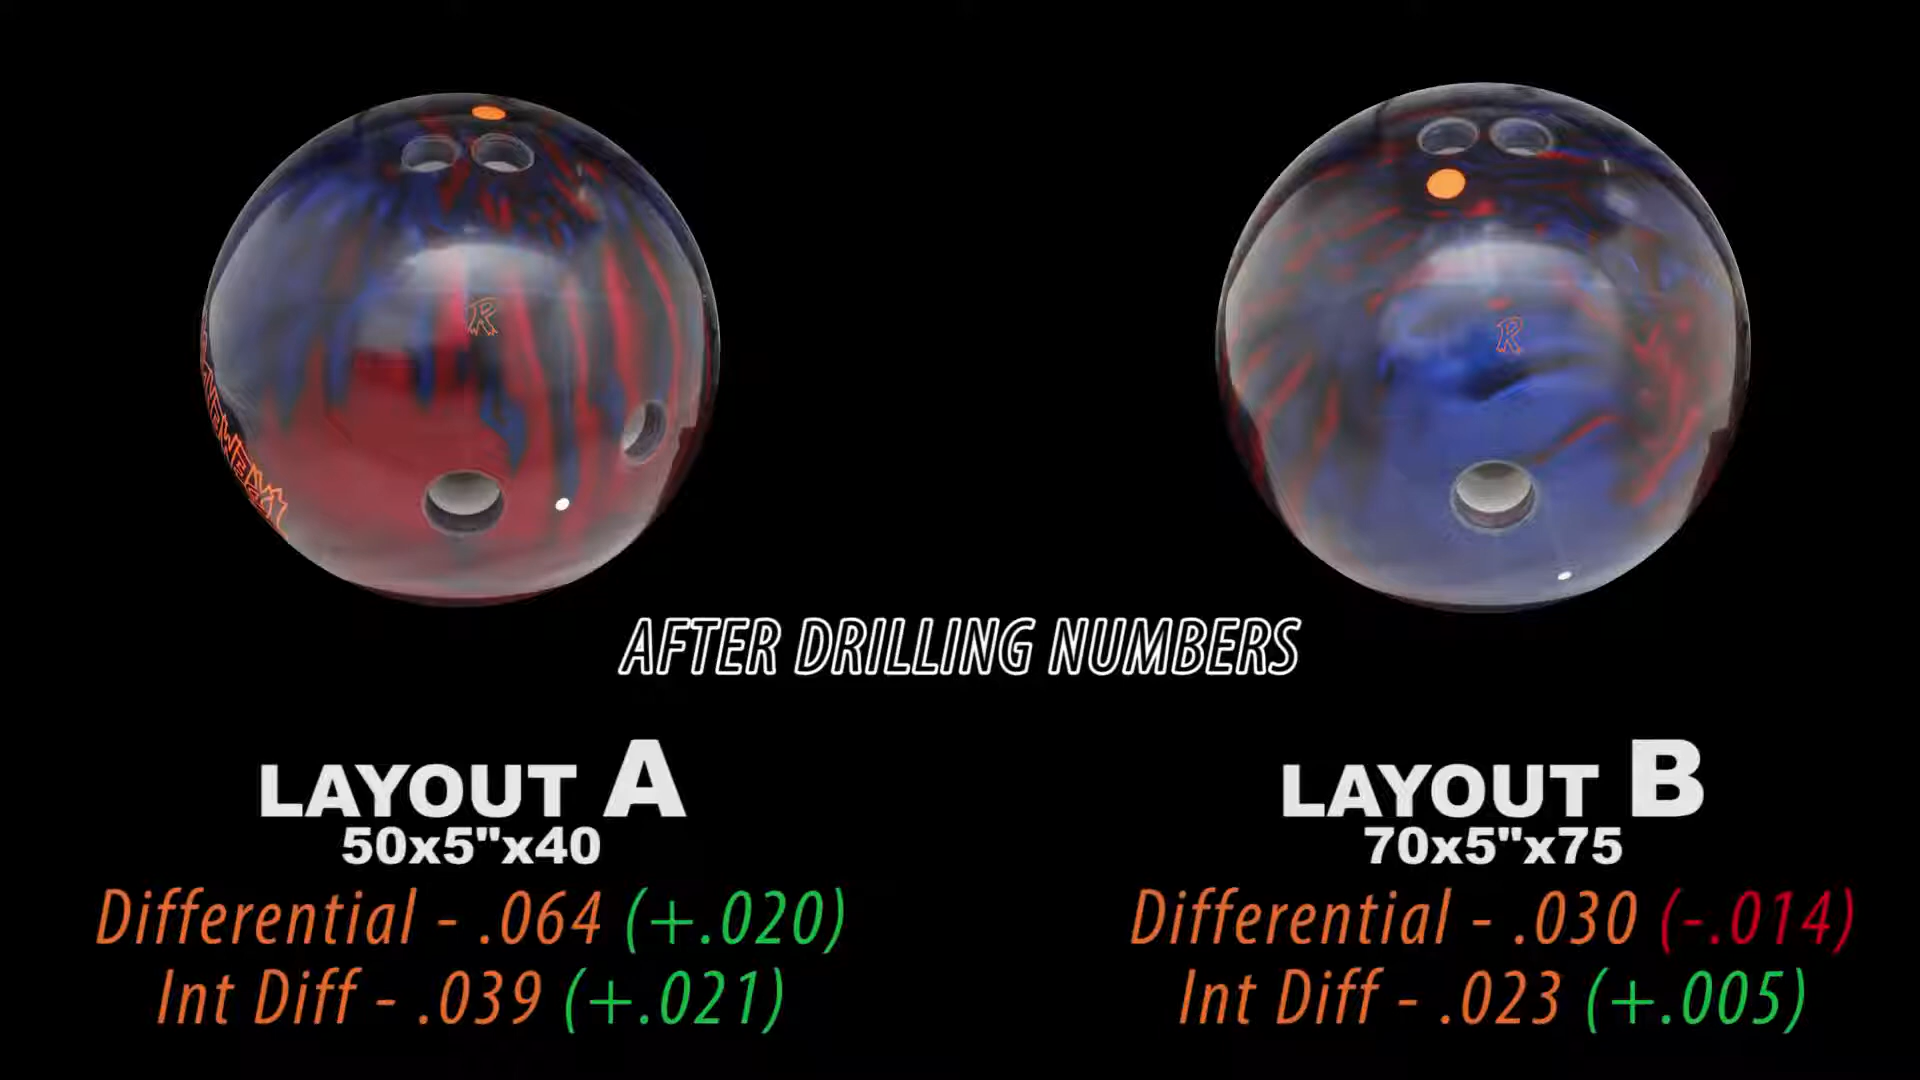 R
R
AFTER DRILLING NUMBERS
LAYOUT A
50x5"x40
Differential - .064 (+.020)
Int Diff - .039 (+.021)
LAYOUT B
70x5"x75
Differential - .030 (-.014)
Int Diff - .023 (+.005)